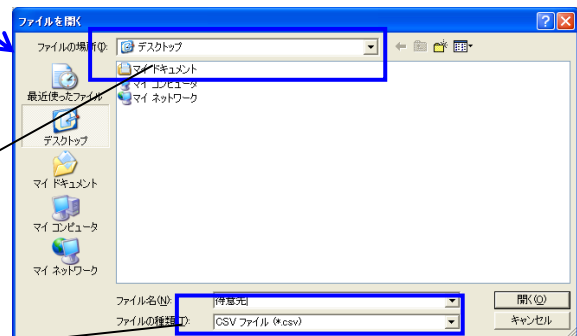 ファイルを開く
ファイルの場所(I):
デスクトップ
マイ ドキュメント
マイ コンピュータ
マイ ネットワーク
最近使ったファイル
デスクトップ
マイ ドキュメント
マイ コンピュータ
マイ ネットワーク
ファイル名(N):
得意先
開く(O)
ファイルの種類(T):
CSV ファイル (*.csv)
キャンセル